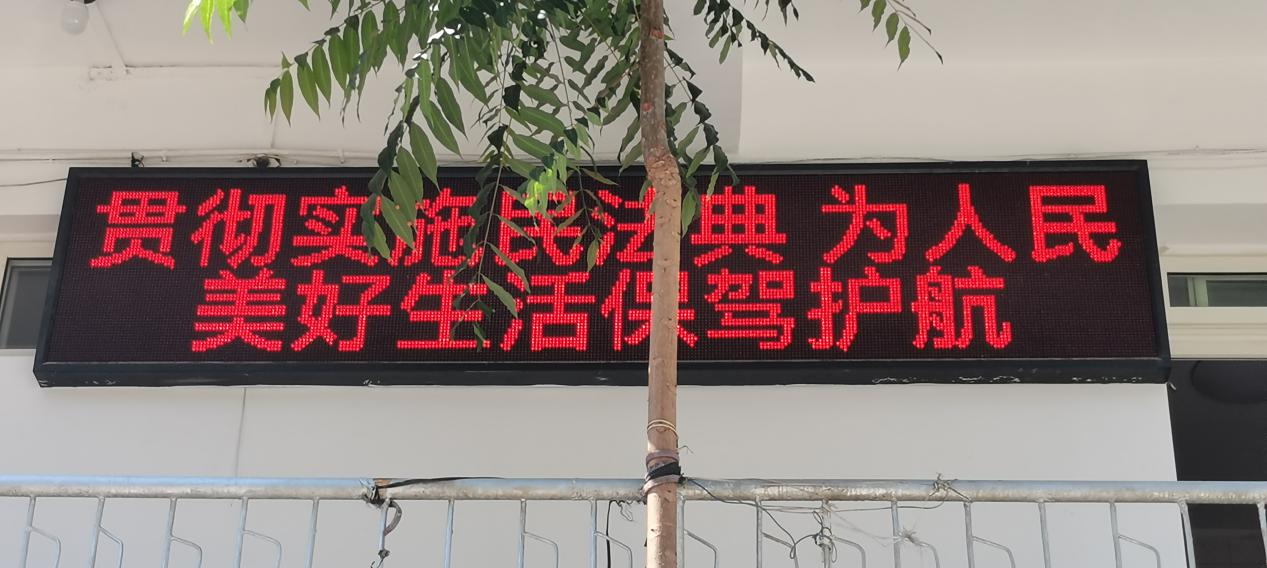 贯彻实施民法典 为人民
美好生活保驾护航